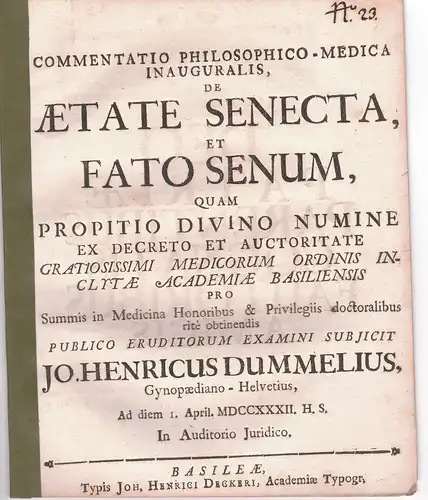 No. 23.
COMMENTATIO PHILOSOPHICO-MEDICA
INAUGURALIS,
DE
ÆTATE SENECTA,
ET
FATO SENUM,
QUAM
PROPITIO DIVINO NUMINE
EX DECRETO ET AUCTORITATE
GRATIOSISSIMI MEDICORUM ORDINIS IN-
CLYTÆ ACADEMIÆ BASILIENSIS
PRO
Summis in Medicina Honoribus & Privilegiis doctoralibus
ritè obtinendis
PUBLICO ERUDITORUM EXAMINI SUBJICIT
JO. HENRICUS DUMMELIUS,
Gynopædiano-Helvetius,
Ad diem 1. April. MDCCXXXII. H. S.
In Auditorio Juridico.
BASILEÆ,
Typis JOH. HENRICI DECKERI, Academiæ Typogr.